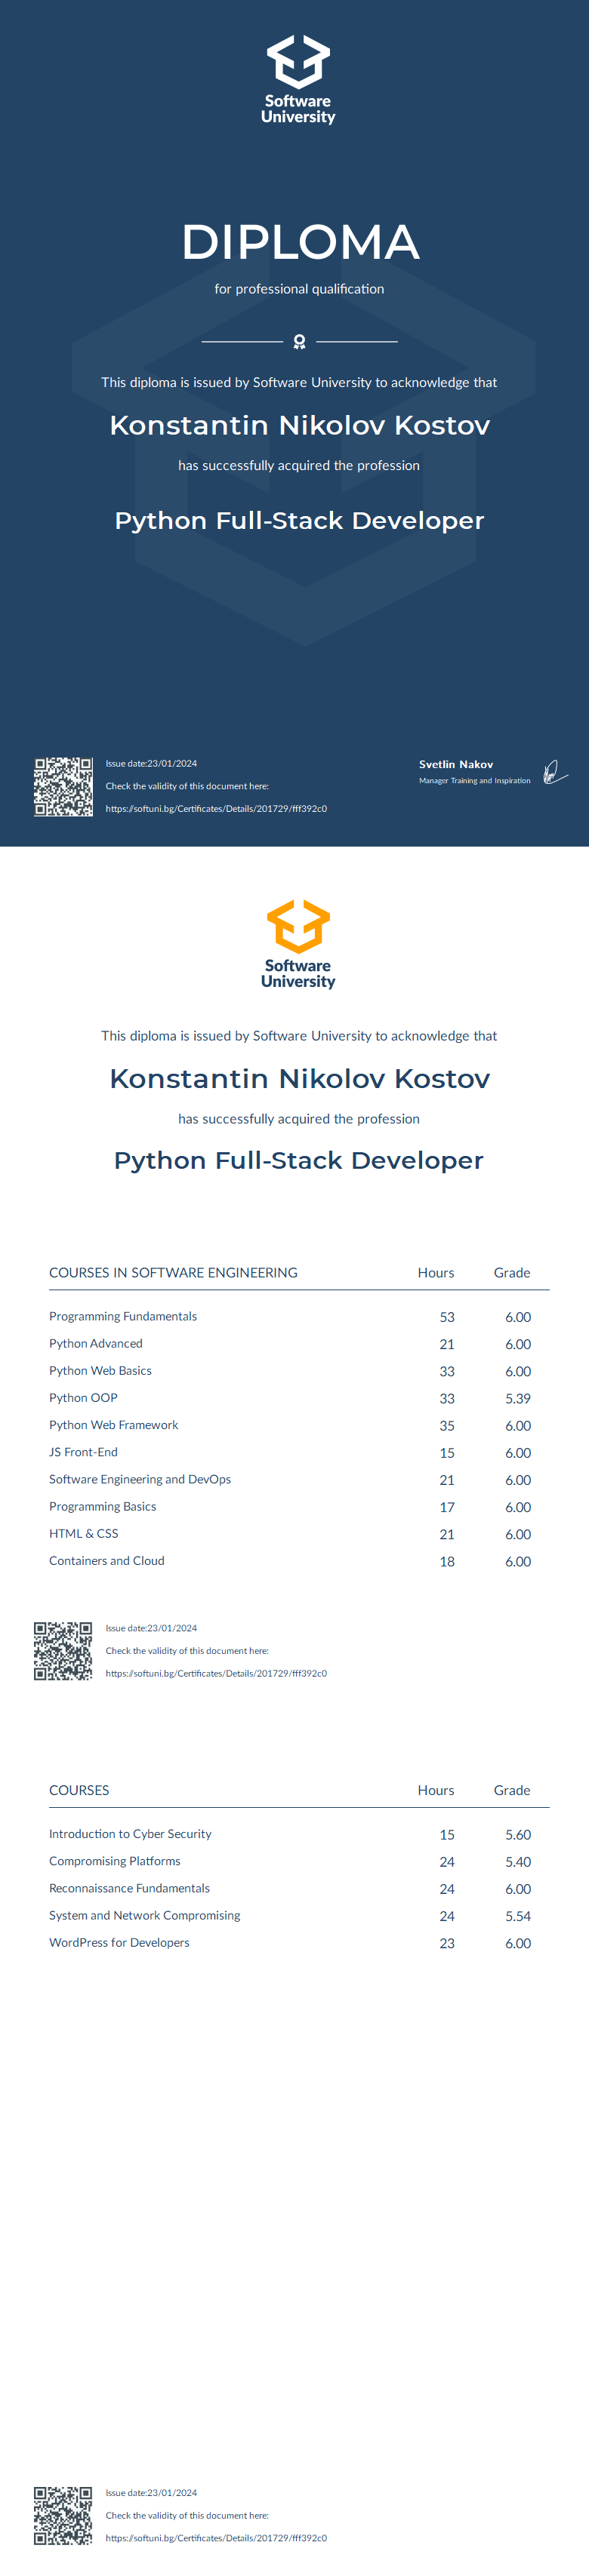 Software
University
DIPLOMA
for professional qualification
This diploma is issued by Software University to acknowledge that
Konstantin Nikolov Kostov
has successfully acquired the profession
Python Full-Stack Developer
Issue date:23/01/2024
Check the validity of this document here:
https://softuni.bg/Certificates/Details/201729/fff392c0
Svetlin Nakov
Manager Training and Inspiration
Software
University
This diploma is issued by Software University to acknowledge that
Konstantin Nikolov Kostov
has successfully acquired the profession
Python Full-Stack Developer
COURSES IN SOFTWARE ENGINEERING Hours Grade
Programming Fundamentals 53 6.00
Python Advanced 21 6.00
Python Web Basics 33 6.00
Python OOP 33 5.39
Python Web Framework 35 6.00
JS Front-End 15 6.00
Software Engineering and DevOps 21 6.00
Programming Basics 17 6.00
HTML & CSS 21 6.00
Containers and Cloud 18 6.00
Issue date:23/01/2024
Check the validity of this document here:
https://softuni.bg/Certificates/Details/201729/fff392c0
COURSES Hours Grade
Introduction to Cyber Security 15 5.60
Compromising Platforms 24 5.40
Reconnaissance Fundamentals 24 6.00
System and Network Compromising 24 5.54
WordPress for Developers 23 6.00
Issue date:23/01/2024
Check the validity of this document here:
https://softuni.bg/Certificates/Details/201729/fff392c0